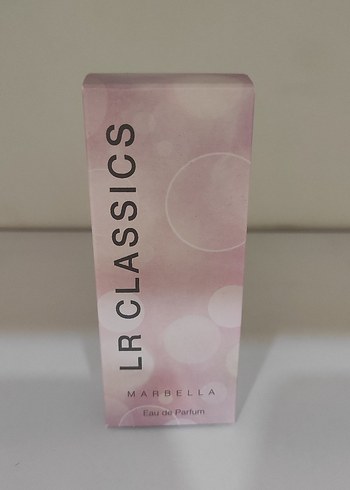 LR CLASSICS
MARBELLA
Eau de Parfum